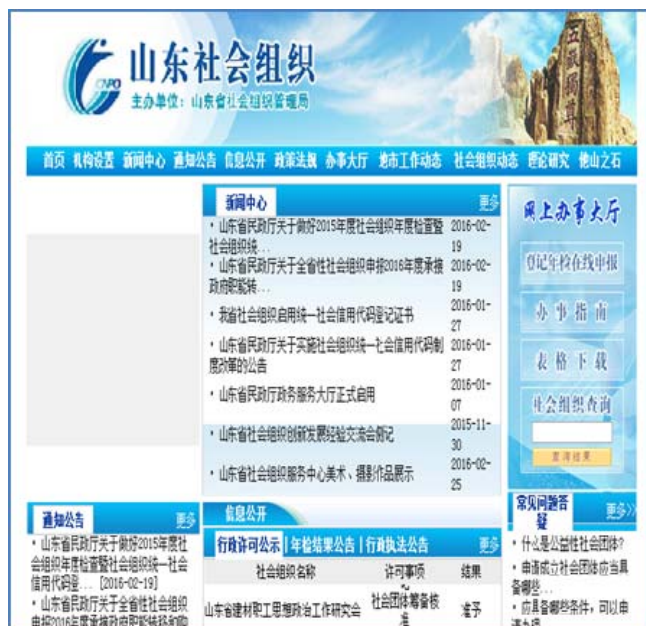 CNPO
山东社会组织
主办单位：山东省社会组织管理局
五岳独尊
首页 机构设置 新闻中心 通知公告 信息公开 政策法规 办事大厅 地市工作动态 社会组织动态 理论研究 他山之石
新闻中心 更多
· 山东省民政厅关于做好2015年度社会组织年度检查暨 2016-02-
社会组织统... 19
· 山东省民政厅关于全省性社会组织申报2016年度承接 2016-02-
政府职能转... 19
· 我省社会组织启用统一社会信用代码登记证书 2016-01-
27
· 山东省民政厅关于实施社会组织统一社会信用代码制 2016-01-
度改革的公告 27
· 山东省民政厅政务服务大厅正式启用 2016-01-
07
· 山东省社会组织创新发展经验交流会侧记 2015-11-
30
· 山东省社会组织服务中心美术、摄影作品展示 2016-02-
25
网上办事大厅
登记年检在线申报
办事指南
表格下载
社会组织查询
查询结果
通知公告 更多
· 山东省民政厅关于做好2015年度社
会组织年度检查暨社会组织统一社会
信用代码登... [2016-02-19]
· 山东省民政厅关于全省性社会组织
申报2016年度承接政府职能转移和购
信息公开
行政许可公示 | 年检结果公告 | 行政执法公告 更多
社会组织名称 许可事项 结果
山东省建材职工思想政治工作研究会 社会团体筹备核准 准予
常见问题答疑 更多>>
· 什么是公益性社会团体?
· 申请成立社会团体应当具
备哪些...
· 应具备哪些条件，可以申
请办理